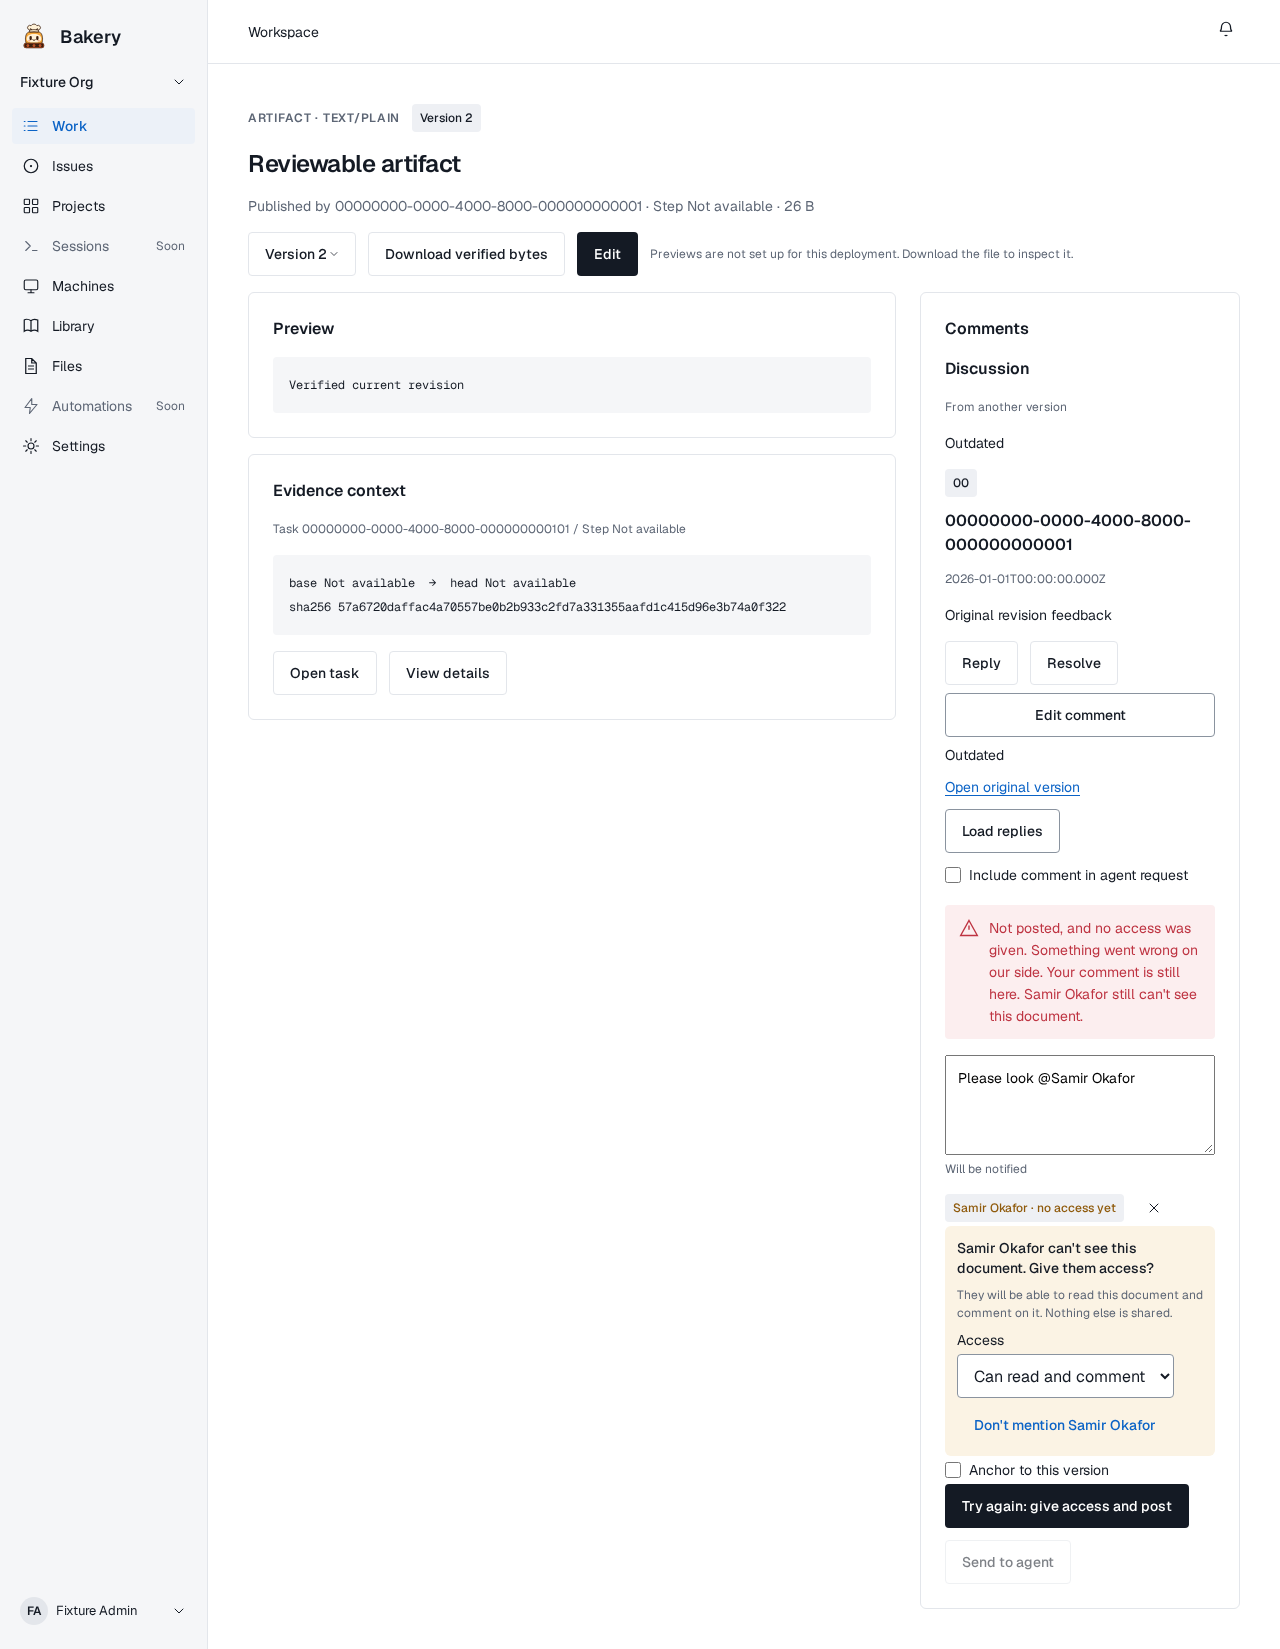 Bakery
Fixture Org
Work
Issues
Projects
Sessions Soon
Machines
Library
Files
Automations Soon
Settings
FA Fixture Admin
Workspace
ARTIFACT · TEXT/PLAIN Version 2
Reviewable artifact
Published by 00000000-0000-4000-8000-000000000001 · Step Not available · 26 B
Version 2 Download verified bytes Edit Previews are not set up for this deployment. Download the file to inspect it.
Preview
Verified current revision
Evidence context
Task 00000000-0000-4000-8000-000000000101 / Step Not available
base Not available → head Not available
sha256 57a6720daffac4a70557be0b2b933c2fd7a331355aafd1c415d96e3b74a0f322
Open task View details
Comments
Discussion
From another version
Outdated
00
00000000-0000-4000-8000-
000000000001
2026-01-01T00:00:00.000Z
Original revision feedback
Reply Resolve
Edit comment
Outdated
Open original version
Load replies
Include comment in agent request
Not posted, and no access was
given. Something went wrong on
our side. Your comment is still
here. Samir Okafor still can't see
this document.
Please look @Samir Okafor
Will be notified
Samir Okafor · no access yet
Samir Okafor can't see this
document. Give them access?
They will be able to read this document and
comment on it. Nothing else is shared.
Access
Can read and comment
Don't mention Samir Okafor
Anchor to this version
Try again: give access and post
Send to agent